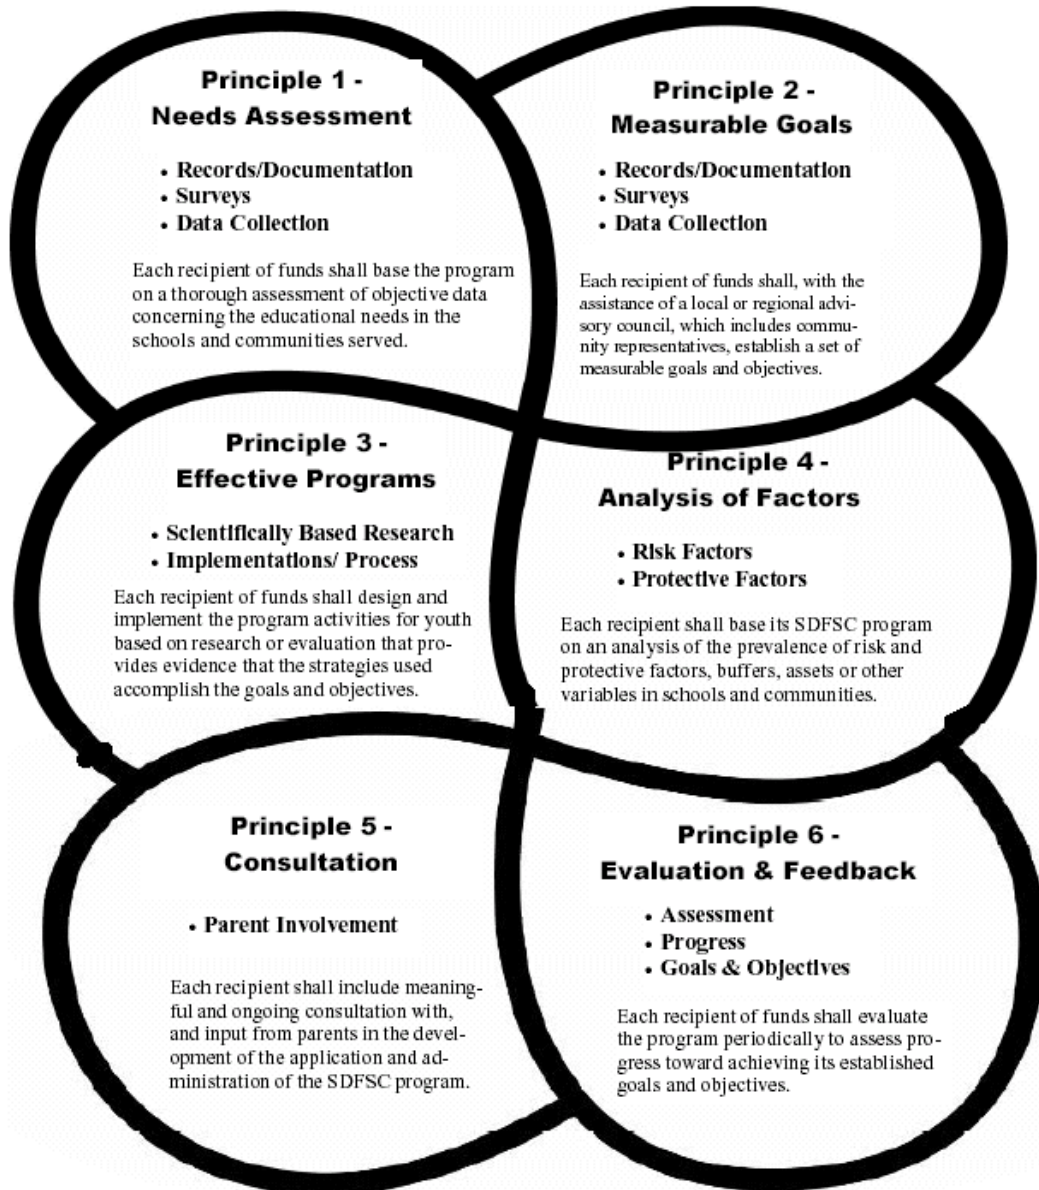 Principle 1 -
Needs Assessment
• Records/Documentation
• Surveys
• Data Collection
Each recipient of funds shall base the program
on a thorough assessment of objective data
concerning the educational needs in the
schools and communities served.
Principle 2 -
Measurable Goals
• Records/Documentation
• Surveys
• Data Collection
Each recipient of funds shall, with the
assistance of a local or regional advi-
sory council, which includes commu-
nity representatives, establish a set of
measurable goals and objectives.
Principle 3 -
Effective Programs
• Scientifically Based Research
• Implementations/ Process
Each recipient of funds shall design and
implement the program activities for youth
based on research or evaluation that pro-
vides evidence that the strategies used
accomplish the goals and objectives.
Principle 4 -
Analysis of Factors
• Risk Factors
• Protective Factors
Each recipient shall base its SDFSC program
on an analysis of the prevalence of risk and
protective factors, buffers, assets or other
variables in schools and communities.
Principle 5 -
Consultation
• Parent Involvement
Each recipient shall include meaning-
ful and ongoing consultation with,
and input from parents in the devel-
opment of the application and ad-
ministration of the SDFSC program.
Principle 6 -
Evaluation & Feedback
• Assessment
• Progress
• Goals & Objectives
Each recipient of funds shall evaluate
the program periodically to assess pro-
gress toward achieving its established
goals and objectives.